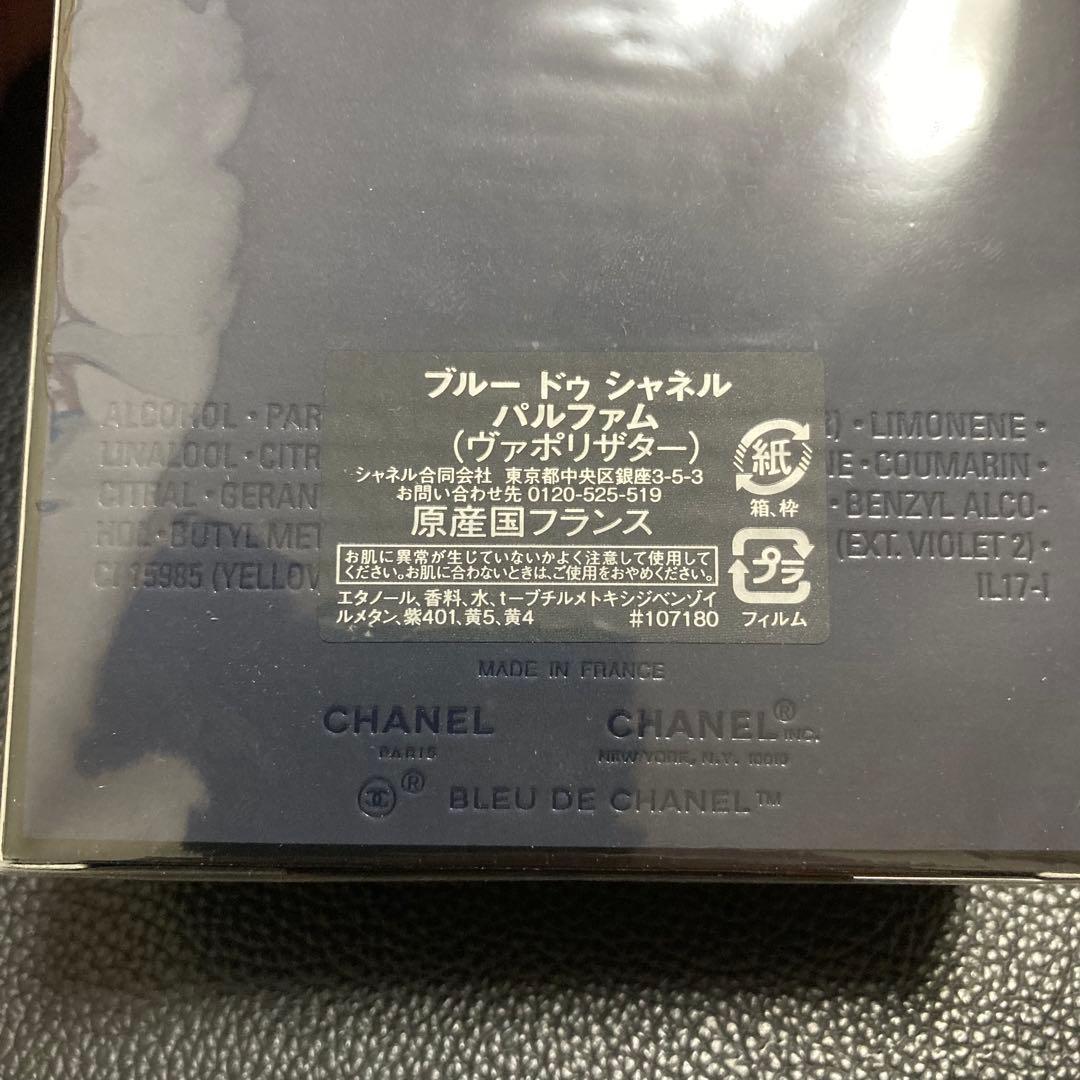 ブルー ドゥ シャネル
パルファム
(ヴァポリザター)
シャネル合同会社 東京都中央区銀座3-5-3
お問い合わせ先 0120-525-519
原産国フランス
お肌に異常が生じていないかよく注意して使用して
ください。お肌に合わないときは、ご使用をおやめください。
エタノール、香料、水、t-ブチルメトキシジベンゾイ
ルメタン、紫401、黄5、黄4 #107180
紙
箱、枠
プラ
フィルム
ALCOHOL · LIMONENE ·
LINALOOL · COUMARIN ·
CITRAL · BENZYL ALCO-
HOL · BUTYL (EXT. VIOLET 2) ·
15985 IL17-I
MADE IN FRANCE
CHANEL CHANEL® INC.
PARIS NEW YORK, N.Y. 10019
® BLEU DE CHANEL™